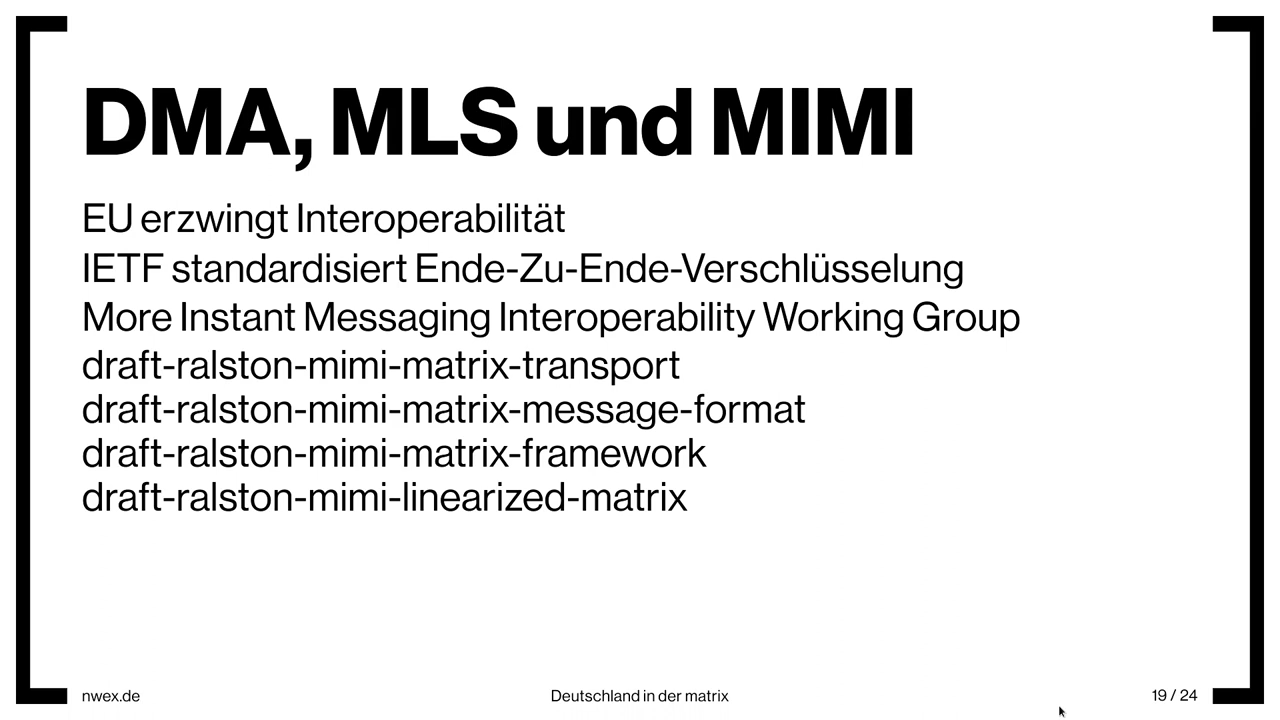 DMA, MLS und MIMI
EU erzwingt Interoperabilität
IETF standardisiert Ende-Zu-Ende-Verschlüsselung
More Instant Messaging Interoperability Working Group
draft-ralston-mimi-matrix-transport
draft-ralston-mimi-matrix-message-format
draft-ralston-mimi-matrix-framework
draft-ralston-mimi-linearized-matrix
nwex.de
Deutschland in der matrix
19 / 24